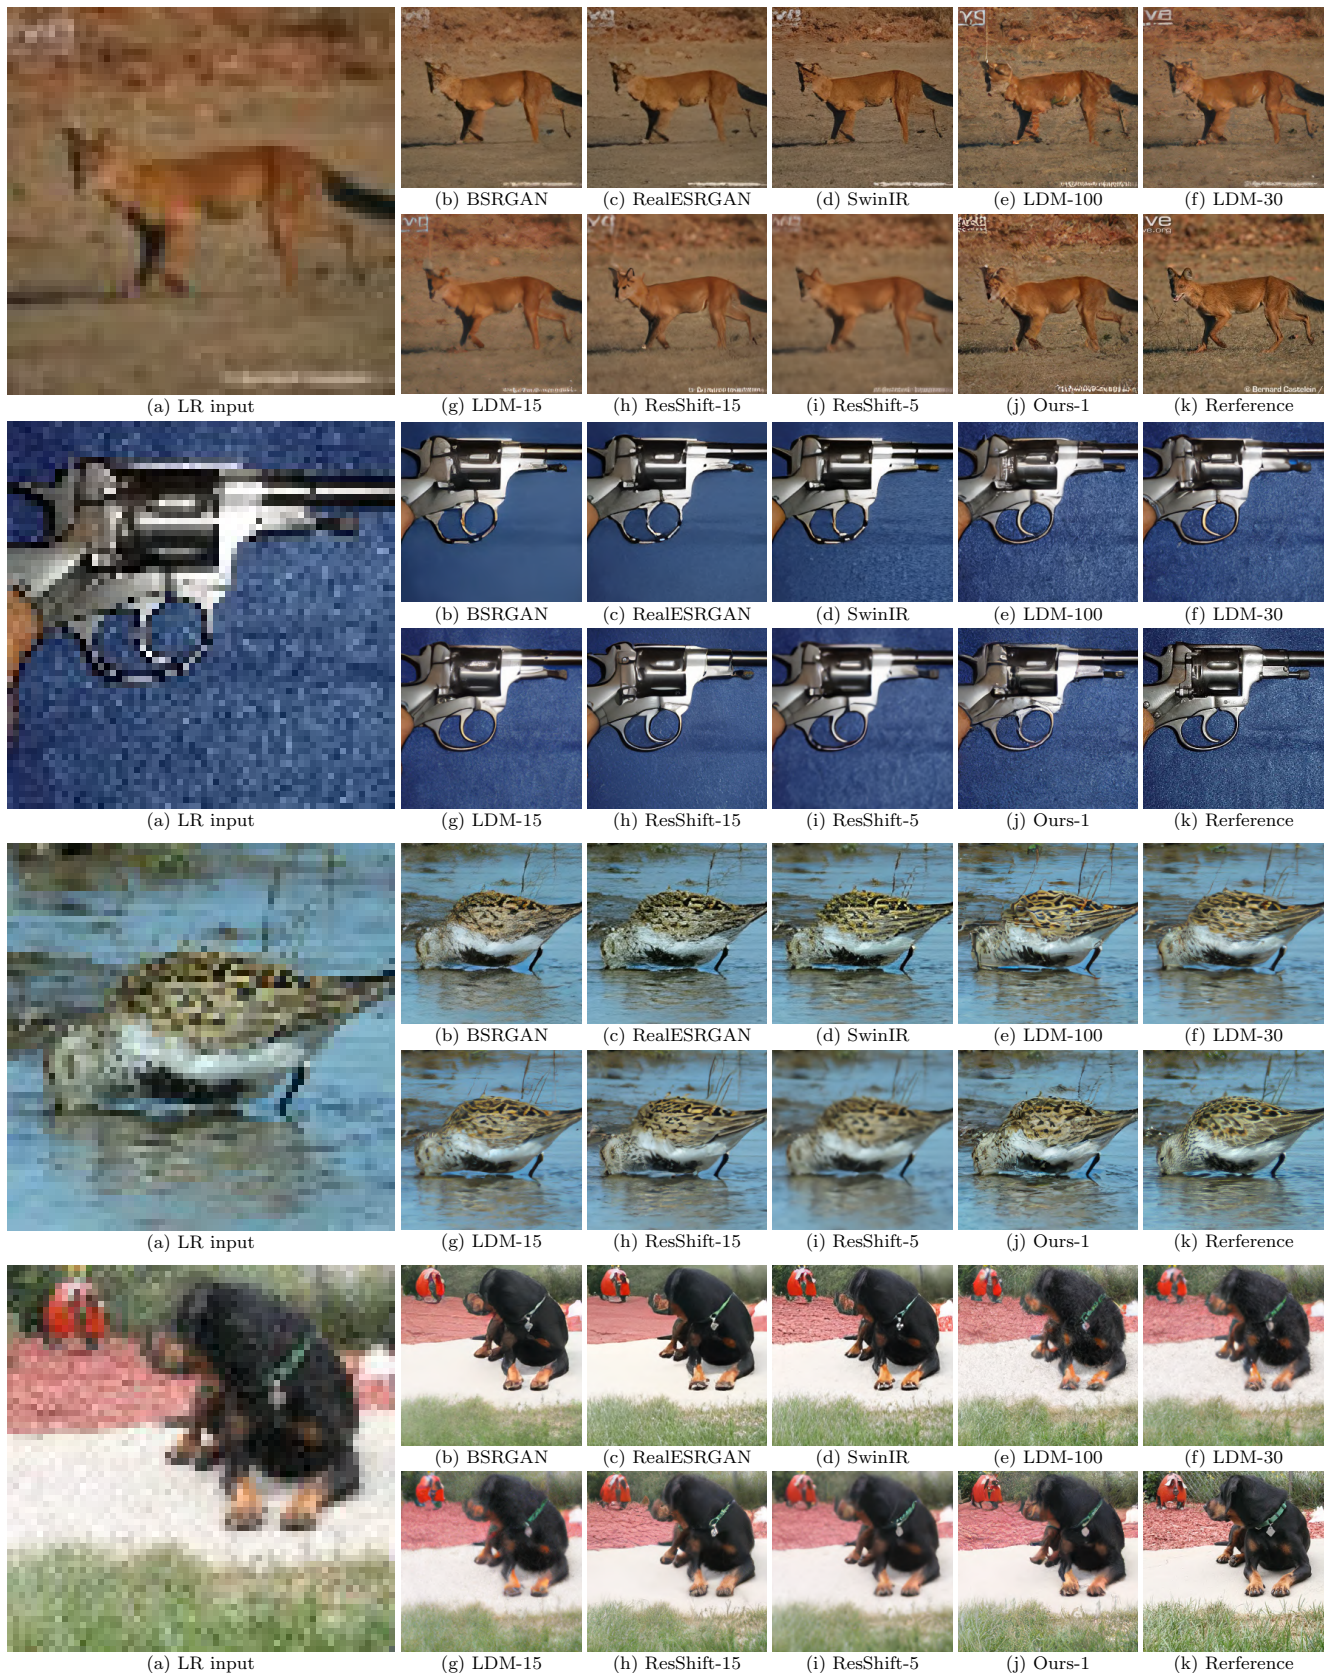 ve
ve.org
© Bernard Castelein /
(b) BSRGAN
(c) RealESRGAN
(d) SwinIR
(e) LDM-100
(f) LDM-30
(a) LR input
(g) LDM-15
(h) ResShift-15
(i) ResShift-5
(j) Ours-1
(k) Rerference
(b) BSRGAN
(c) RealESRGAN
(d) SwinIR
(e) LDM-100
(f) LDM-30
(a) LR input
(g) LDM-15
(h) ResShift-15
(i) ResShift-5
(j) Ours-1
(k) Rerference
(b) BSRGAN
(c) RealESRGAN
(d) SwinIR
(e) LDM-100
(f) LDM-30
(a) LR input
(g) LDM-15
(h) ResShift-15
(i) ResShift-5
(j) Ours-1
(k) Rerference
(b) BSRGAN
(c) RealESRGAN
(d) SwinIR
(e) LDM-100
(f) LDM-30
(a) LR input
(g) LDM-15
(h) ResShift-15
(i) ResShift-5
(j) Ours-1
(k) Rerference